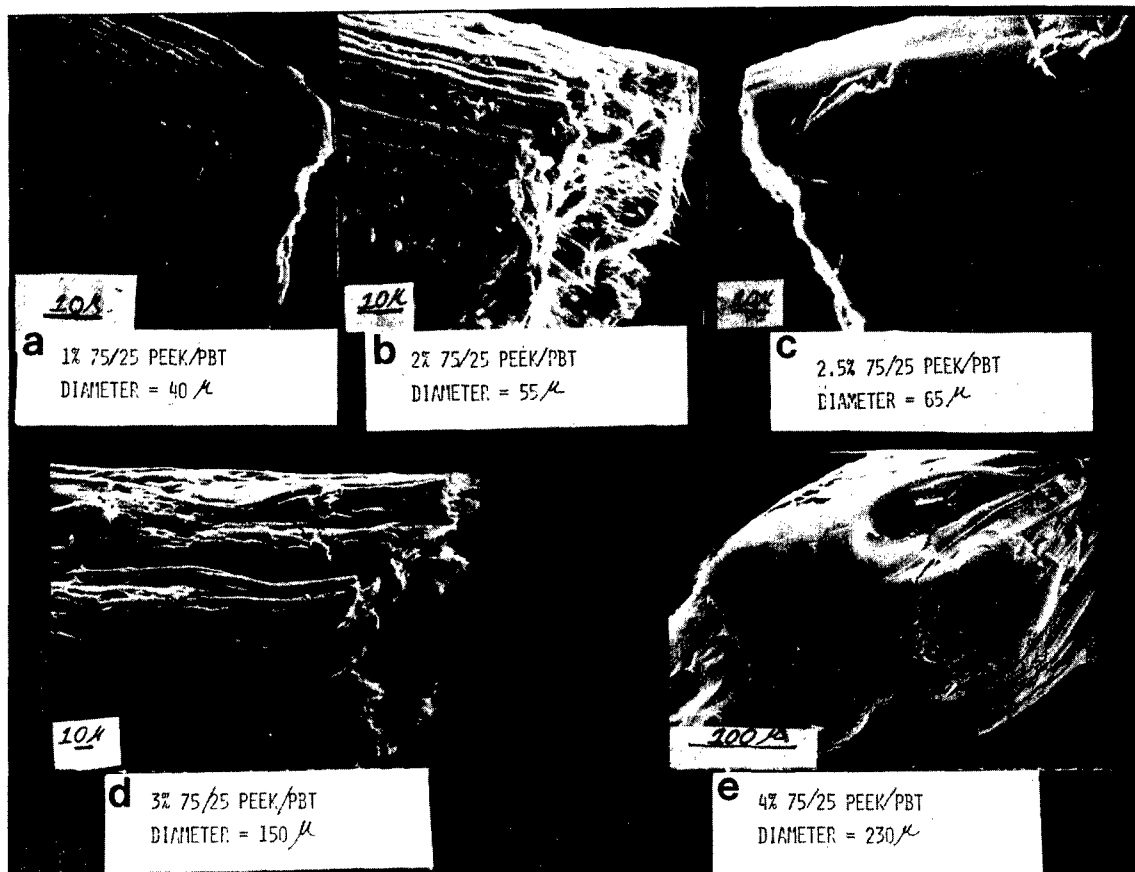 10μ
10μ
a
1% 75/25 PEEK/PBT
DIAMETER = 40 μ
b
2% 75/25 PEEK/PBT
DIAMETER = 55 μ
c
2.5% 75/25 PEEK/PBT
DIAMETER = 65 μ
10μ
100 μ
d
3% 75/25 PEEK/PBT
DIAMETER = 150 μ
e
4% 75/25 PEEK/PBT
DIAMETER = 230 μ